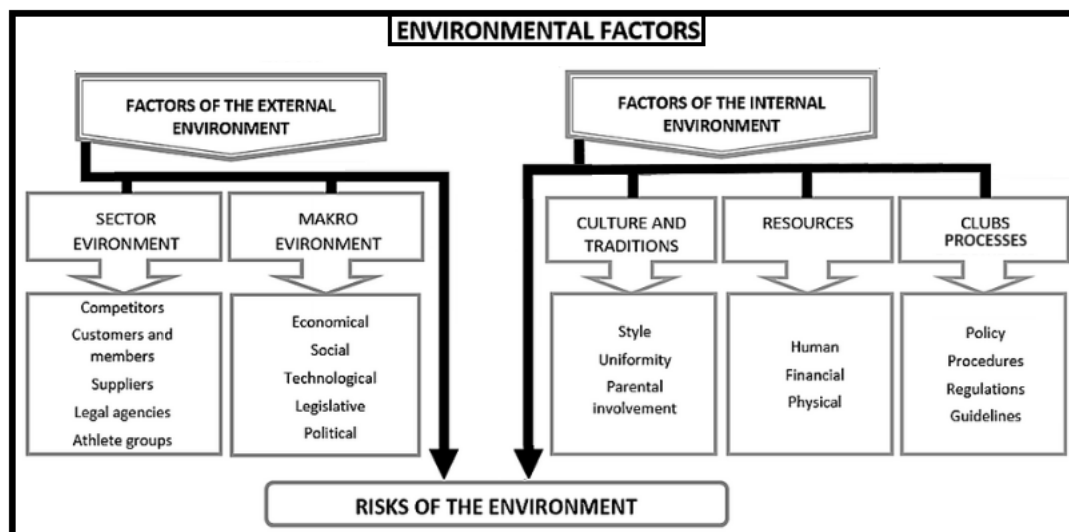 ENVIRONMENTAL FACTORS
FACTORS OF THE EXTERNAL
ENVIRONMENT
FACTORS OF THE INTERNAL
ENVIRONMENT
SECTOR
EVIRONMENT
MAKRO
EVIRONMENT
CULTURE AND
TRADITIONS
RESOURCES
CLUBS
PROCESSES
Competitors
Customers and
members
Suppliers
Legal agencies
Athlete groups
Economical
Social
Technological
Legislative
Political
Style
Uniformity
Parental
involvement
Human
Financial
Physical
Policy
Procedures
Regulations
Guidelines
RISKS OF THE ENVIRONMENT